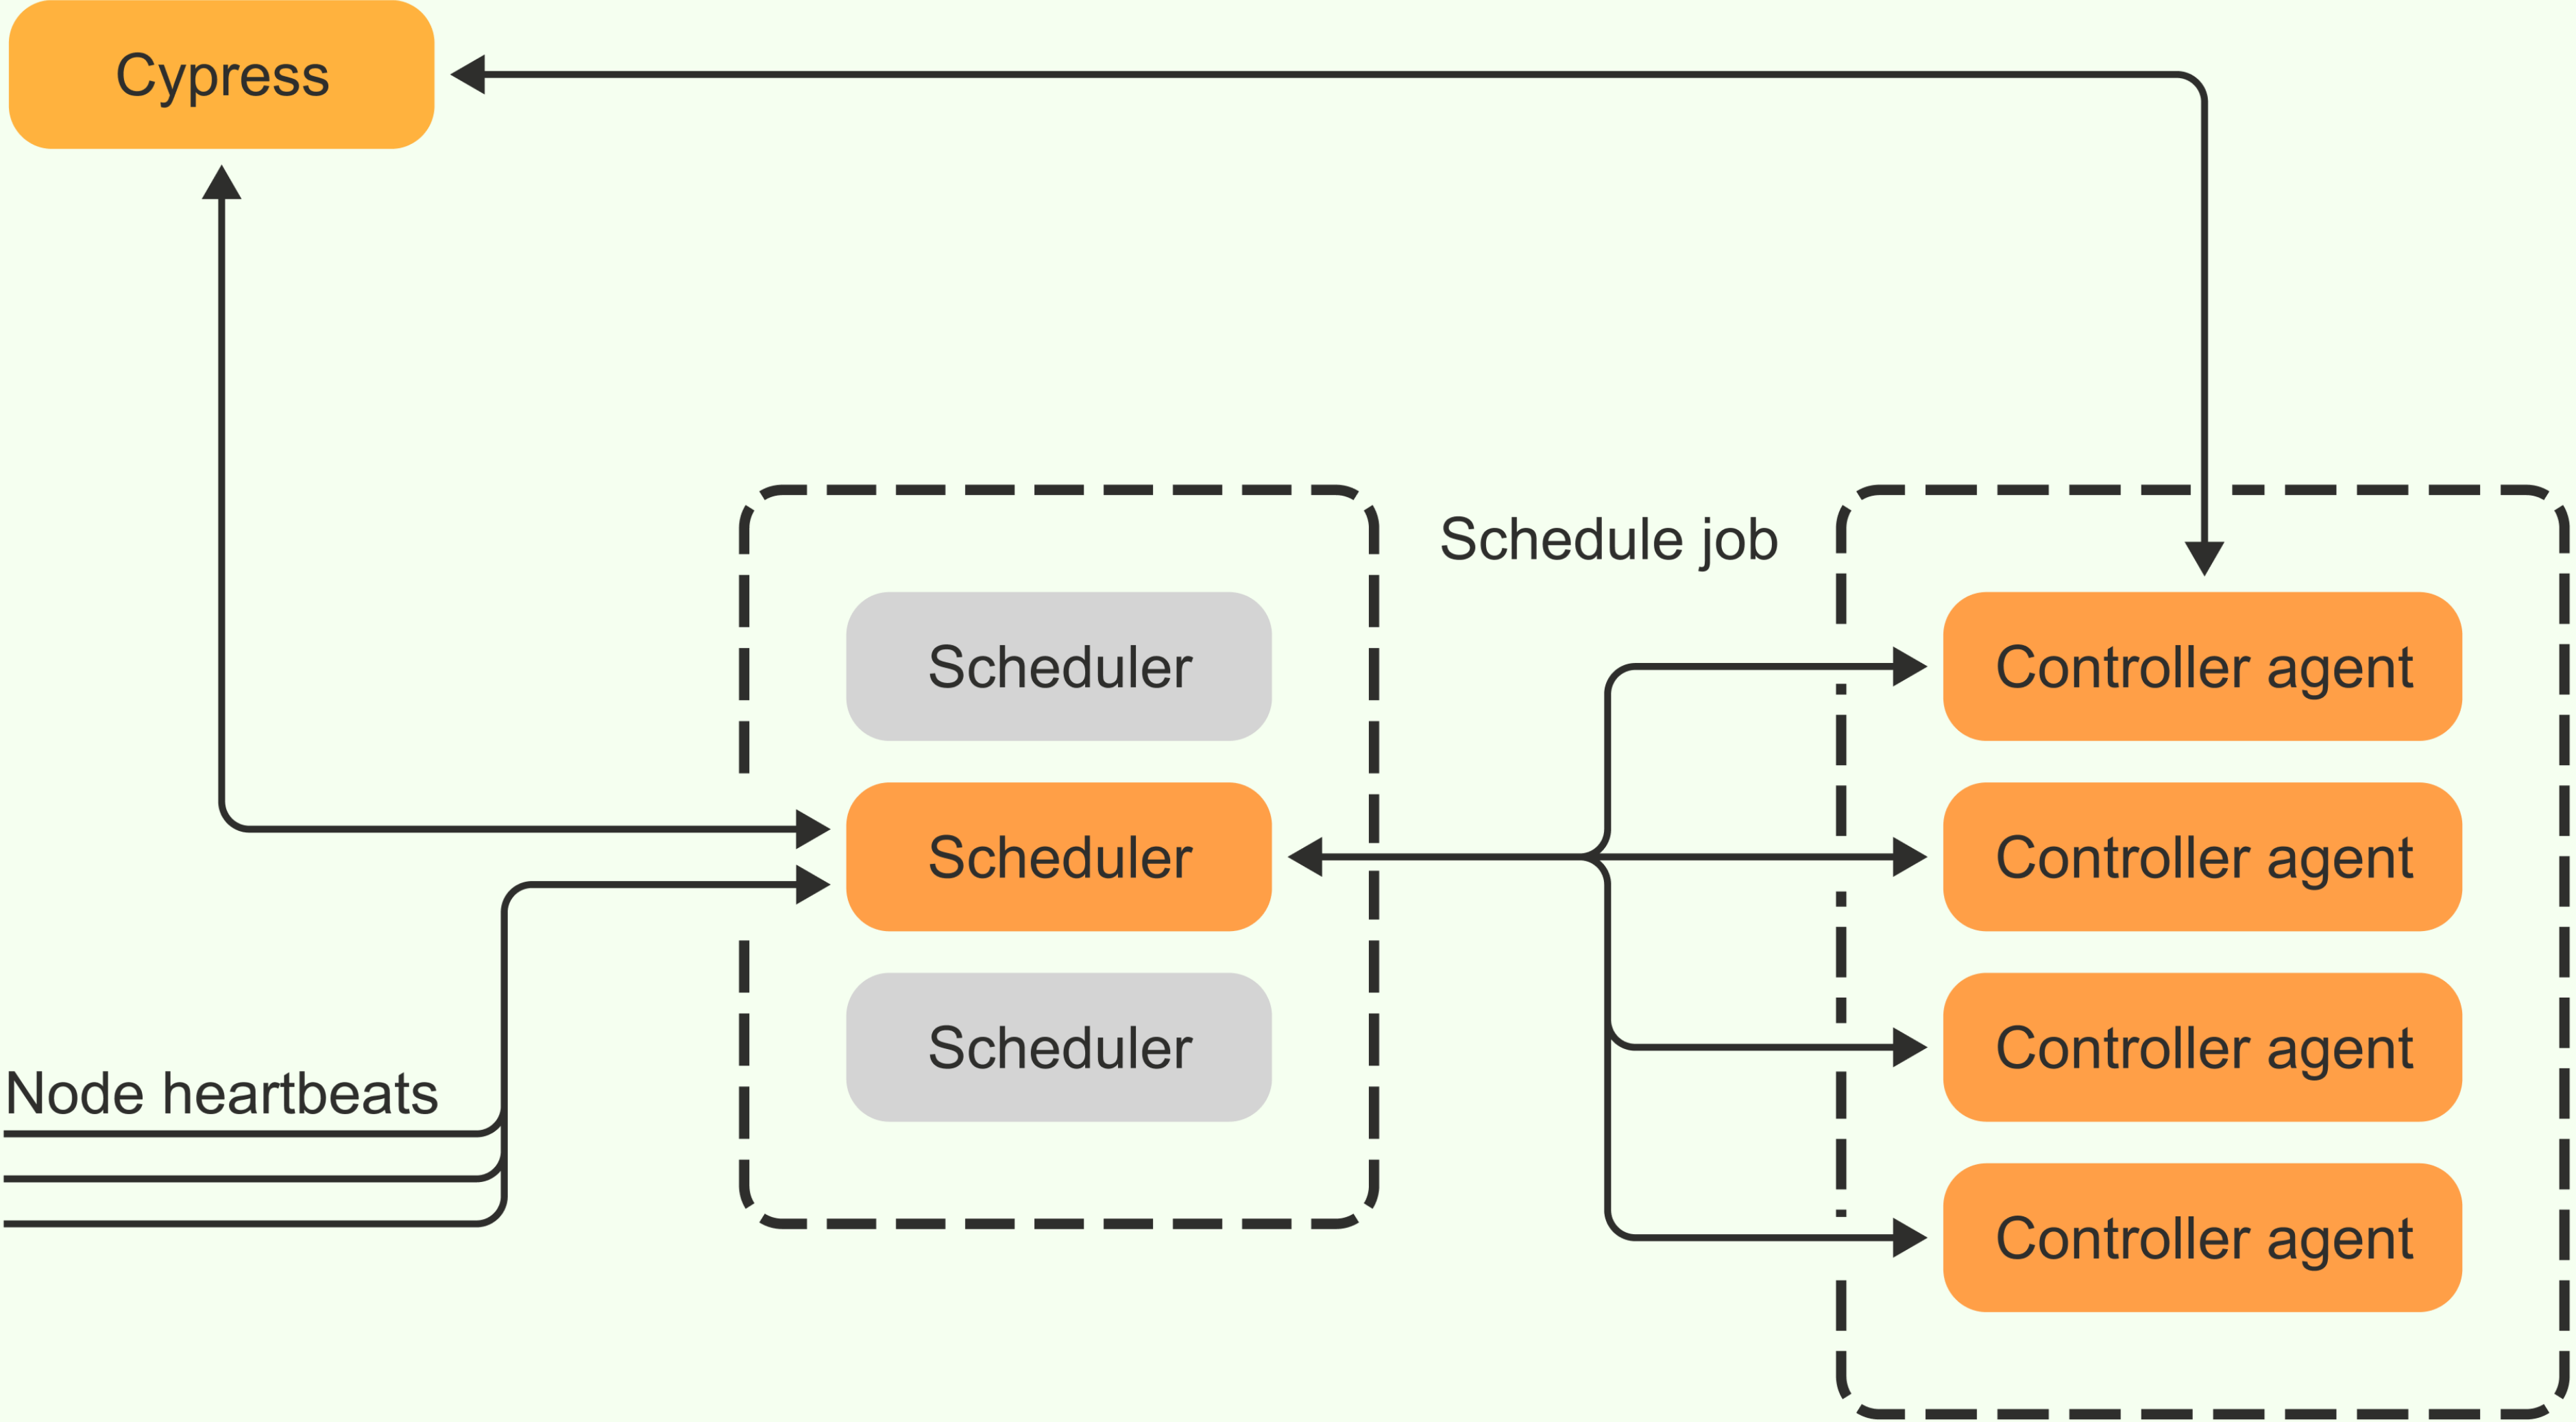 Cypress
Schedule job
Scheduler
Controller agent
Scheduler
Controller agent
Scheduler
Controller agent
Node heartbeats
Controller agent